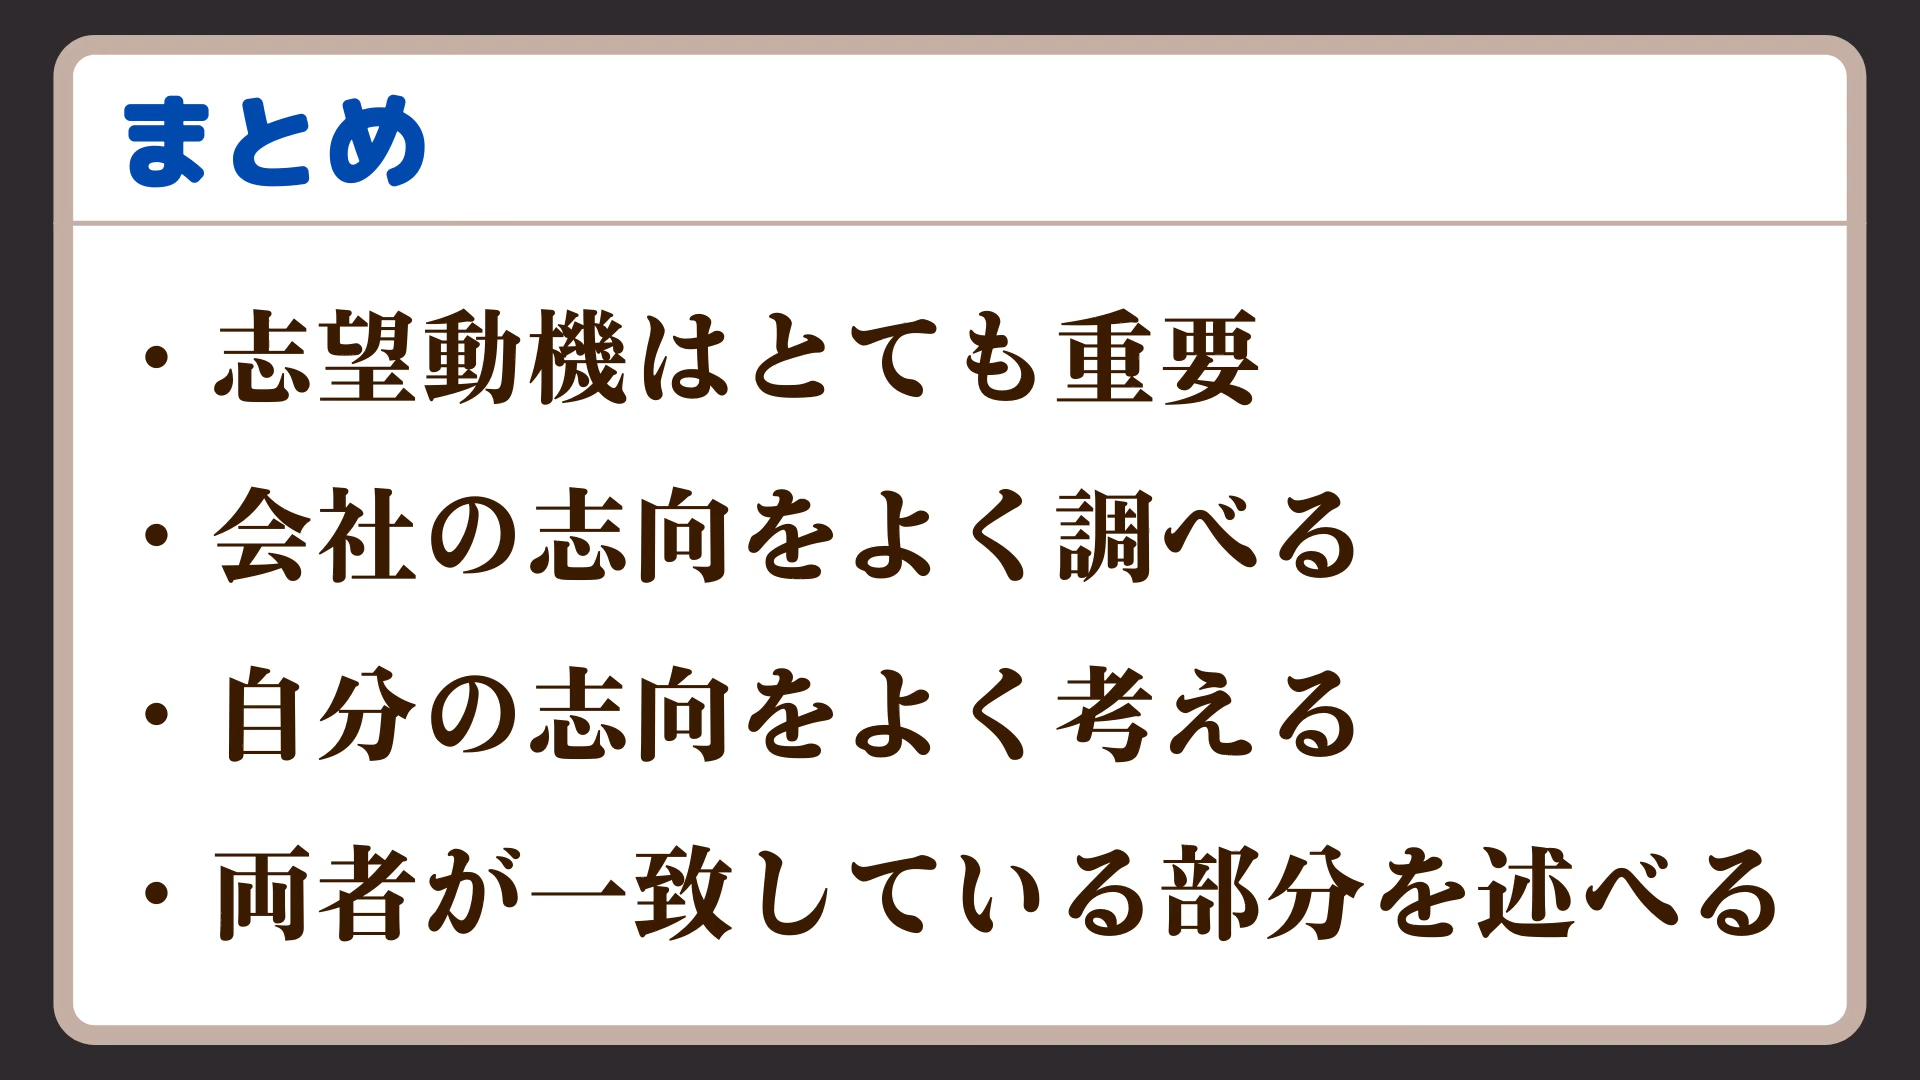 まとめ
・志望動機はとても重要
・会社の志向をよく調べる
・自分の志向をよく考える
・両者が一致している部分を述べる